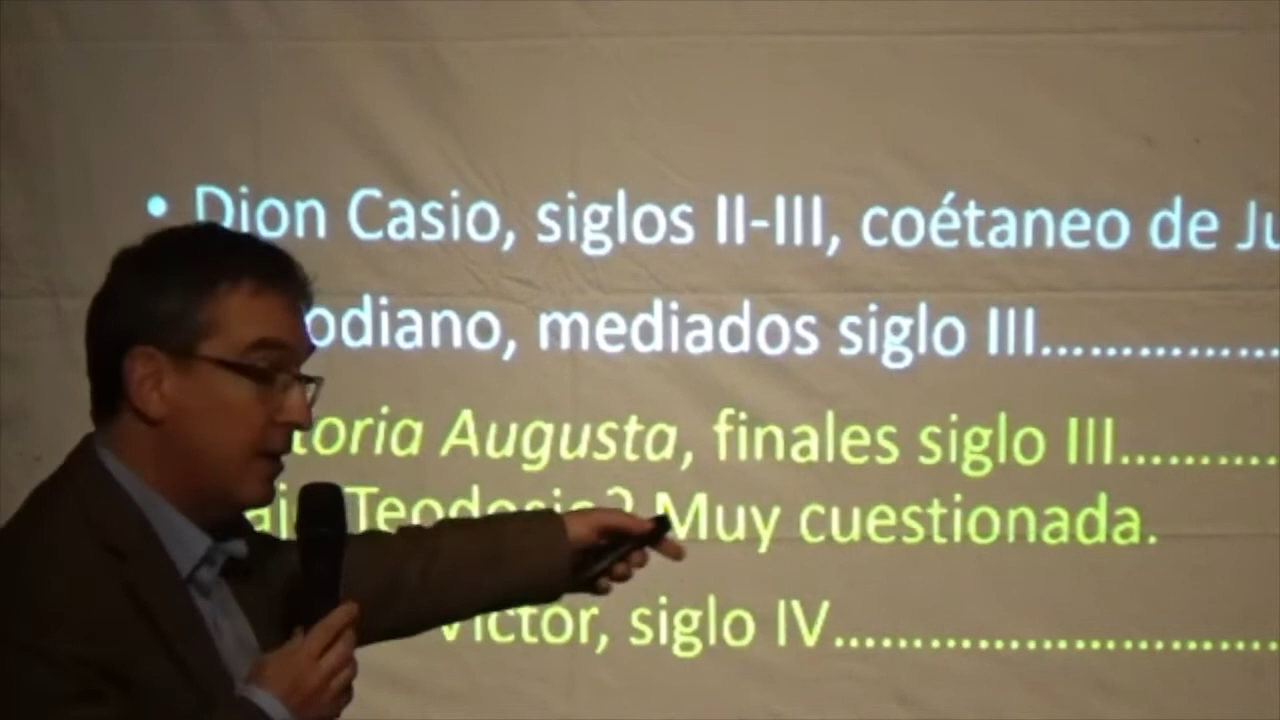 • Dion Casio, siglos II-III, coétaneo de
odiano, mediados siglo III................
toria Augusta, finales siglo III..........
Teodosio? Muy cuestionada.
Victor, siglo IV..............................